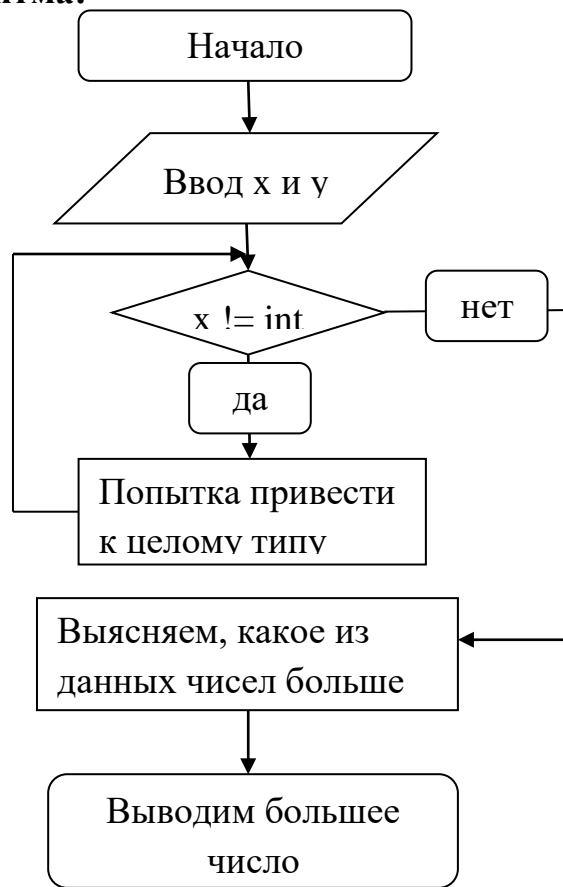 Начало
Ввод х и у
x != int
нет
да
Попытка привести
к целому типу
Выясняем, какое из
данных чисел больше
Выводим большее
число